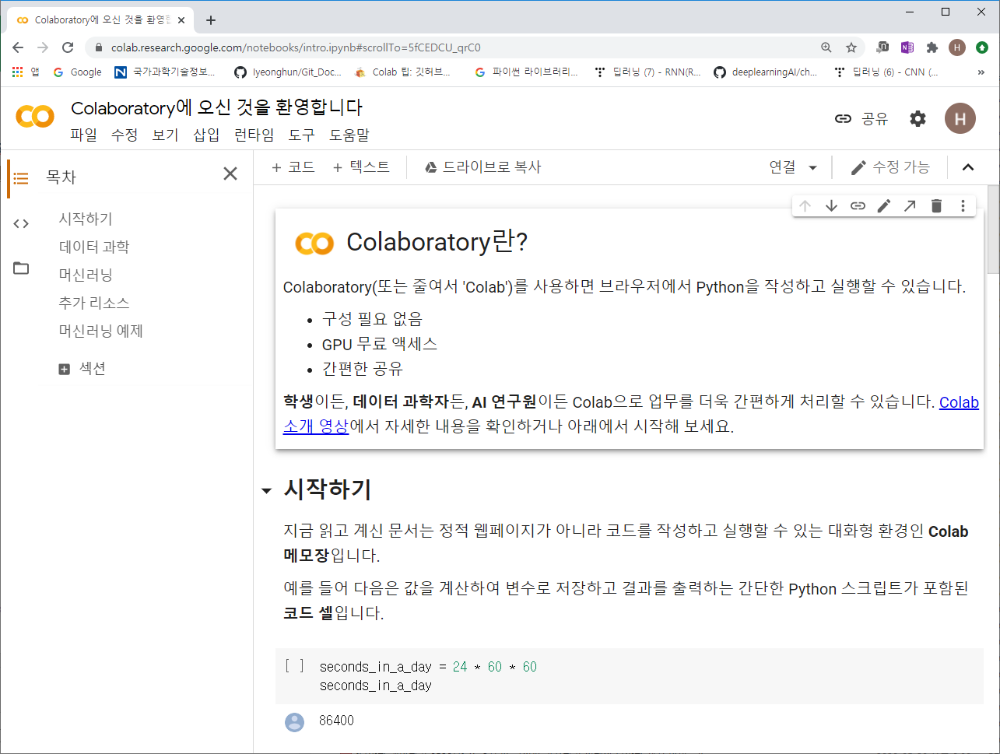 Colaboratory에 오신 것을 환영합
colab.research.google.com/notebooks/intro.ipynb#scrollTo=5fCEDCU_qrC0
H
앱 Google 국가과학기술정보... Iyeonghun/Git_Doc... Colab 팁: 깃허브... 파이썬 라이브러리... 딥러닝 (7) - RNN(R... deeplearningAI/ch... 딥러닝 (6) - CNN (... »
Colaboratory에 오신 것을 환영합니다
공유
H
파일 수정 보기 삽입 런타임 도구 도움말
목차
+ 코드 + 텍스트 드라이브로 복사 연결 수정 가능
시작하기
데이터 과학
머신러닝
추가 리소스
머신러닝 예제
섹션
Colaboratory란?
Colaboratory(또는 줄여서 'Colab')를 사용하면 브라우저에서 Python을 작성하고 실행할 수 있습니다.
• 구성 필요 없음
• GPU 무료 액세스
• 간편한 공유
학생이든, 데이터 과학자든, AI 연구원이든 Colab으로 업무를 더욱 간편하게 처리할 수 있습니다. Colab
소개 영상에서 자세한 내용을 확인하거나 아래에서 시작해 보세요.
시작하기
지금 읽고 계신 문서는 정적 웹페이지가 아니라 코드를 작성하고 실행할 수 있는 대화형 환경인 Colab
메모장입니다.
예를 들어 다음은 값을 계산하여 변수로 저장하고 결과를 출력하는 간단한 Python 스크립트가 포함된
코드 셀입니다.
[ ] seconds_in_a_day = 24 * 60 * 60
seconds_in_a_day
86400